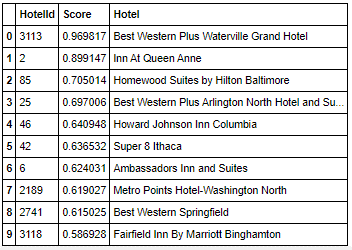 HotelId Score Hotel
0 3113 0.969817 Best Western Plus Waterville Grand Hotel
1 2 0.899147 Inn At Queen Anne
2 85 0.705014 Homewood Suites by Hilton Baltimore
3 25 0.697006 Best Western Plus Arlington North Hotel and Su...
4 46 0.640948 Howard Johnson Inn Columbia
5 42 0.636532 Super 8 Ithaca
6 6 0.624031 Ambassadors Inn and Suites
7 2189 0.619027 Metro Points Hotel-Washington North
8 2741 0.615025 Best Western Springfield
9 3118 0.586928 Fairfield Inn By Marriott Binghamton